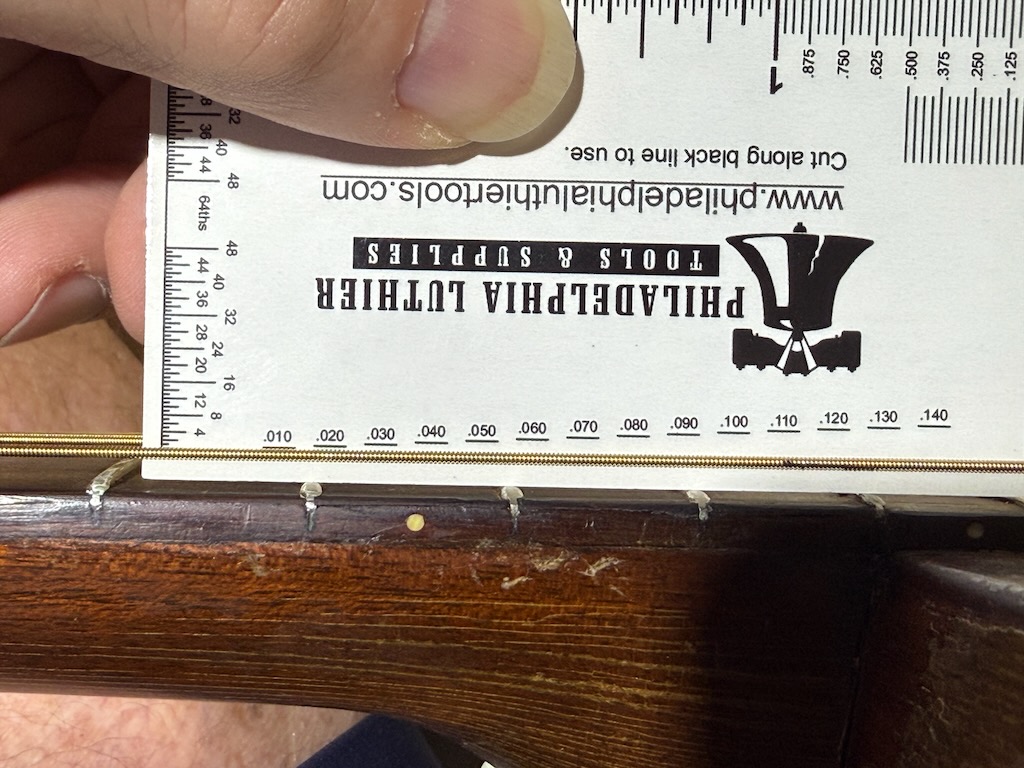 1
.875 .750 .625 .500 .375 .250 .125
Cut along black line to use.
www.philadelphialuthiertools.com
TOOLS & SUPPLIES
PHILADELPHIA LUTHIER
32
36 40
44 48
64ths
48
44 40
36 32
28 24
20 16
12 8
4
.010 .020 .030 .040 .050 .060 .070 .080 .090 .100 .110 .120 .130 .140